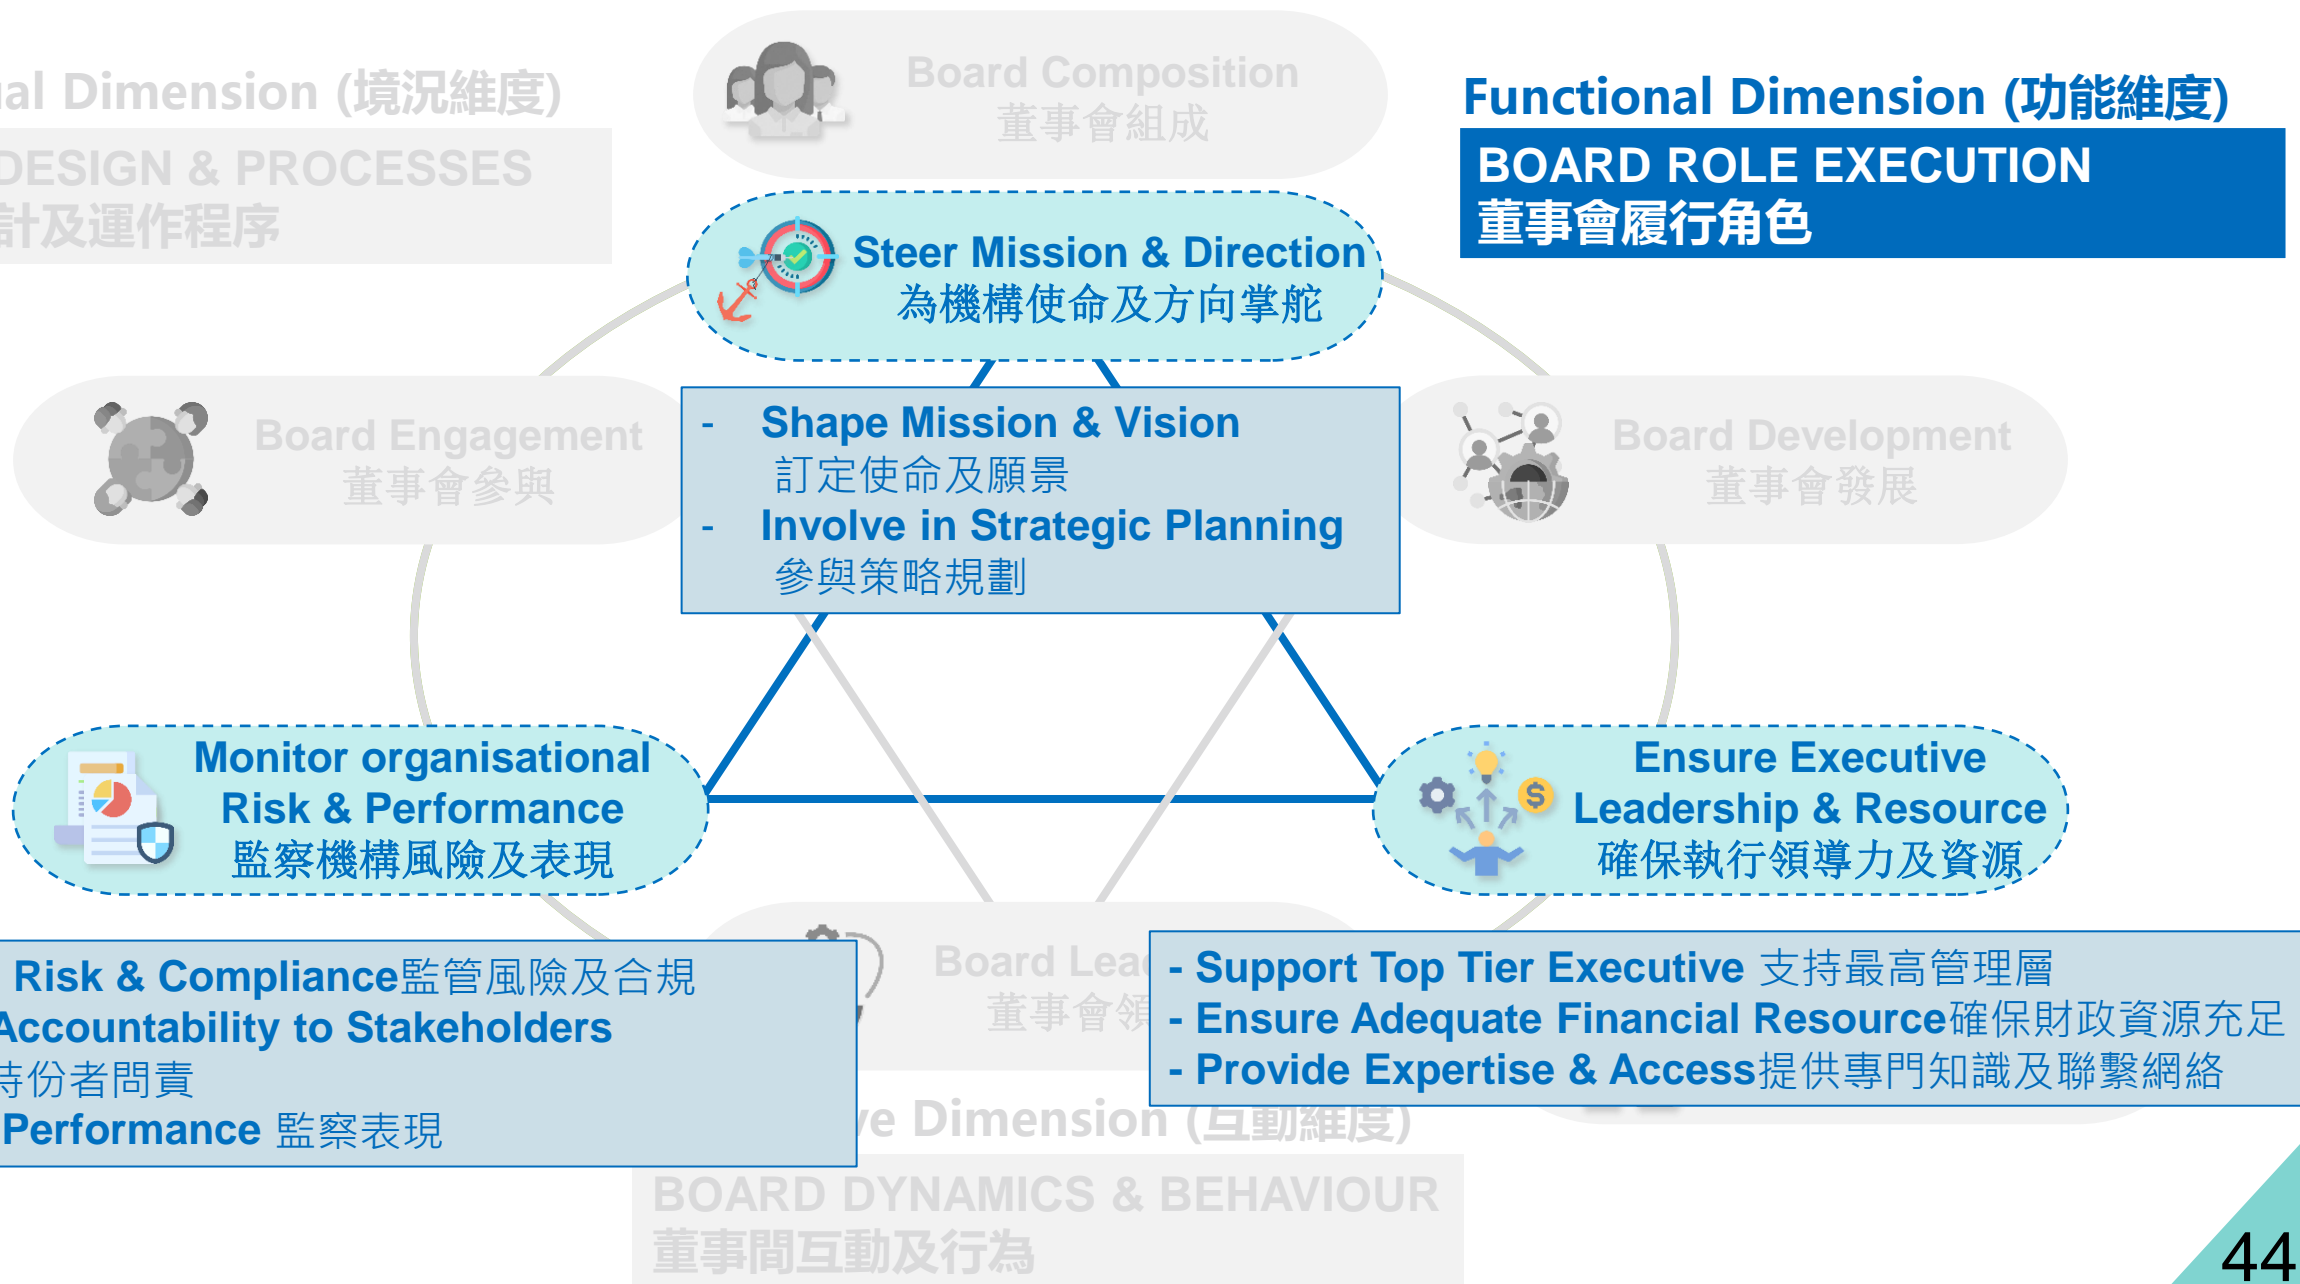 Board Composition
董事會組成
Dimension (境況維度)
DESIGN & PROCESSES
計及運作程序
Functional Dimension (功能維度)
BOARD ROLE EXECUTION
董事會履行角色
Steer Mission & Direction
為機構使命及方向掌舵
Board Engagement
董事會參與
- Shape Mission & Vision
訂定使命及願景
- Involve in Strategic Planning
參與策略規劃
Board Development
董事會發展
Monitor organisational
Risk & Performance
監察機構風險及表現
Ensure Executive
Leadership & Resource
確保執行領導力及資源
Risk & Compliance監管風險及合規
Accountability to Stakeholders
持份者問責
Performance 監察表現
Board
董事會
- Support Top Tier Executive 支持最高管理層
- Ensure Adequate Financial Resource確保財政資源充足
- Provide Expertise & Access提供專門知識及聯繫網絡
Dimension (互動維度)
BOARD DYNAMICS & BEHAVIOUR
董事間互動及行為
44